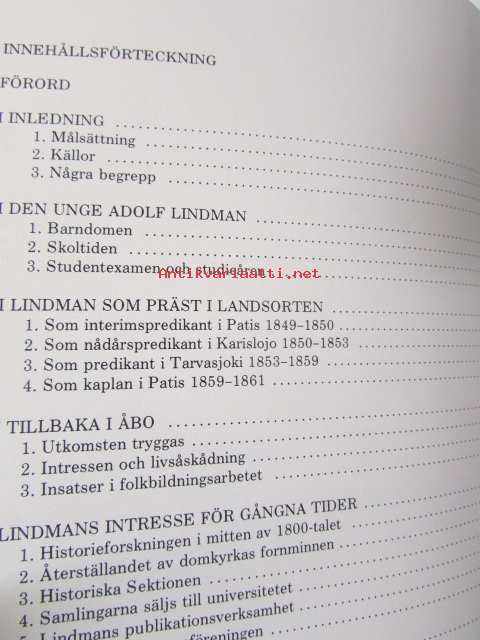 INNEHÅLLSFÖRTECKNING
FÖRORD
I INLEDNING
1. Målsättning
2. Källor
3. Några begrepp
I DEN UNGE ADOLF LINDMAN
1. Barndomen
2. Skoltiden
3. Studentexamen och studieåren
Antikvariaatti.net
I LINDMAN SOM PRÄST I LANDSORTEN
1. Som interimspredikant i Patis 1849–1850
2. Som nådårspredikant i Karislojo 1850–1853
3. Som predikant i Tarvasjoki 1853–1859
4. Som kaplan i Patis 1859–1861
TILLBAKA I ÅBO
1. Utkomsten tryggas
2. Intressen och livsåskådning
3. Insatser i folkbildningsarbetet
LINDMANS INTRESSE FÖR GÅNGNA TIDER
1. Historieforskningen i mitten av 1800-talet
2. Återställandet av domkyrkas fornminnen
3. Historiska Sektionen
4. Samlingarna säljs till universitetet
5. Lindmans publikationsverksamhet